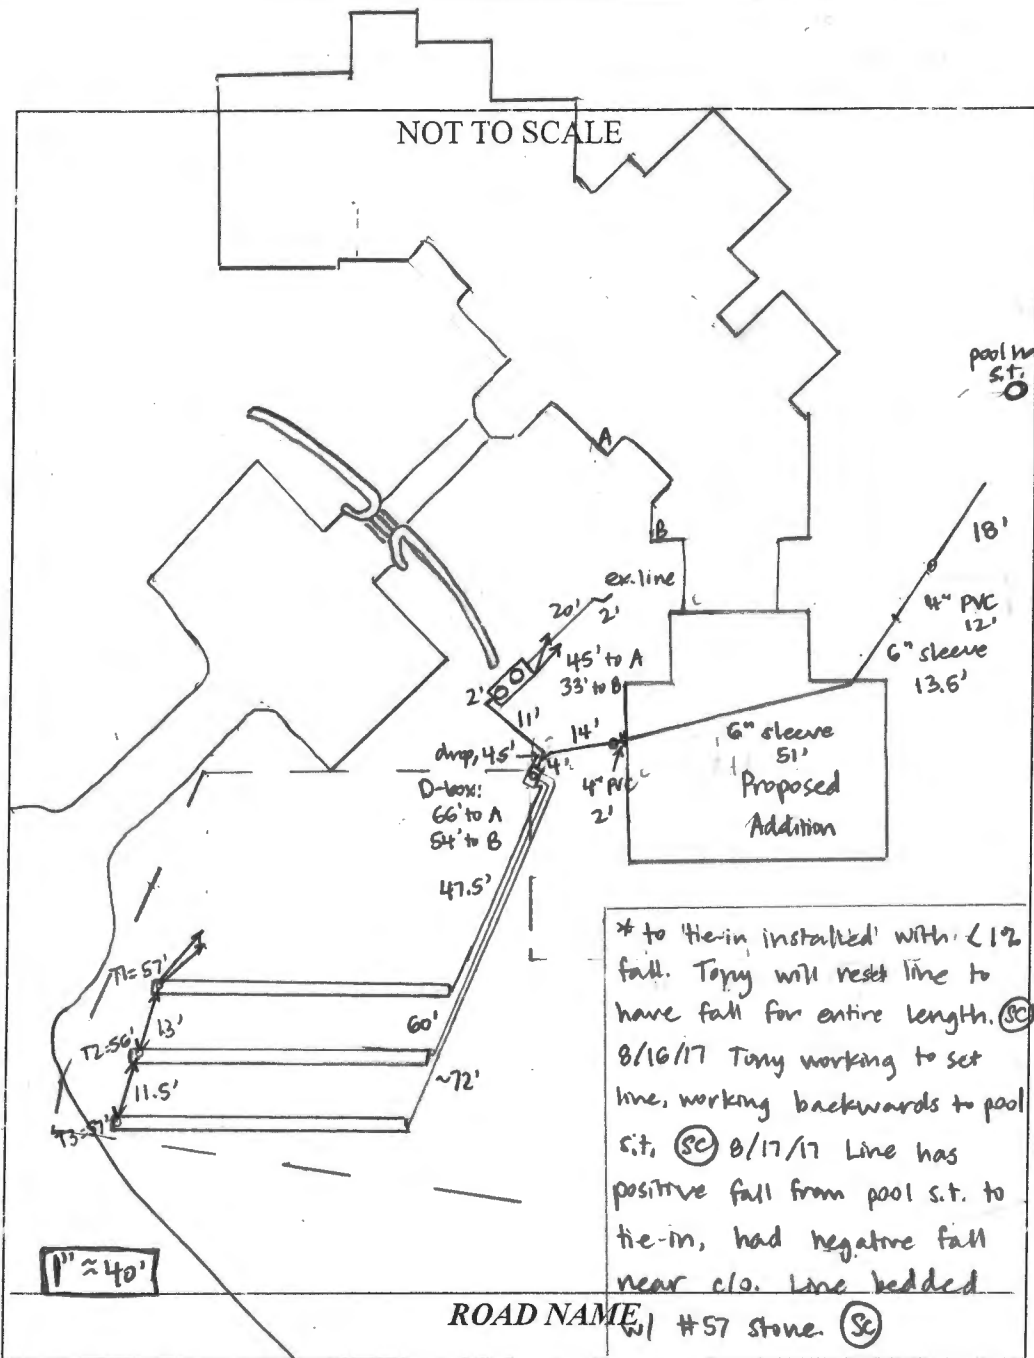 NOT TO SCALE
pool
s.t.
A
B
18'
ex.line
20'
2'
4" PVC
12'
6" sleeve
13.5'
45' to A
33' to B
2'
11'
14'
drop, 45'
4'
6" sleeve
51'
4" PVC
2'
Proposed
Addition
D-box:
66' to A
54' to B
47.5'
T1=57'
13'
60'
T2=56'
~72'
11.5'
T3=57'
* to 'tie-in installed' with <1%
fall. Tony will reset line to
have fall for entire length. SC
8/16/17 Tony working to set
line, working backwards to pool
s.t. SC 8/17/17 Line has
positive fall from pool s.t. to
tie-in, had negative fall
near c/o. Line bedded
w/ #57 stone. SC
1" ≈ 40'
ROAD NAME